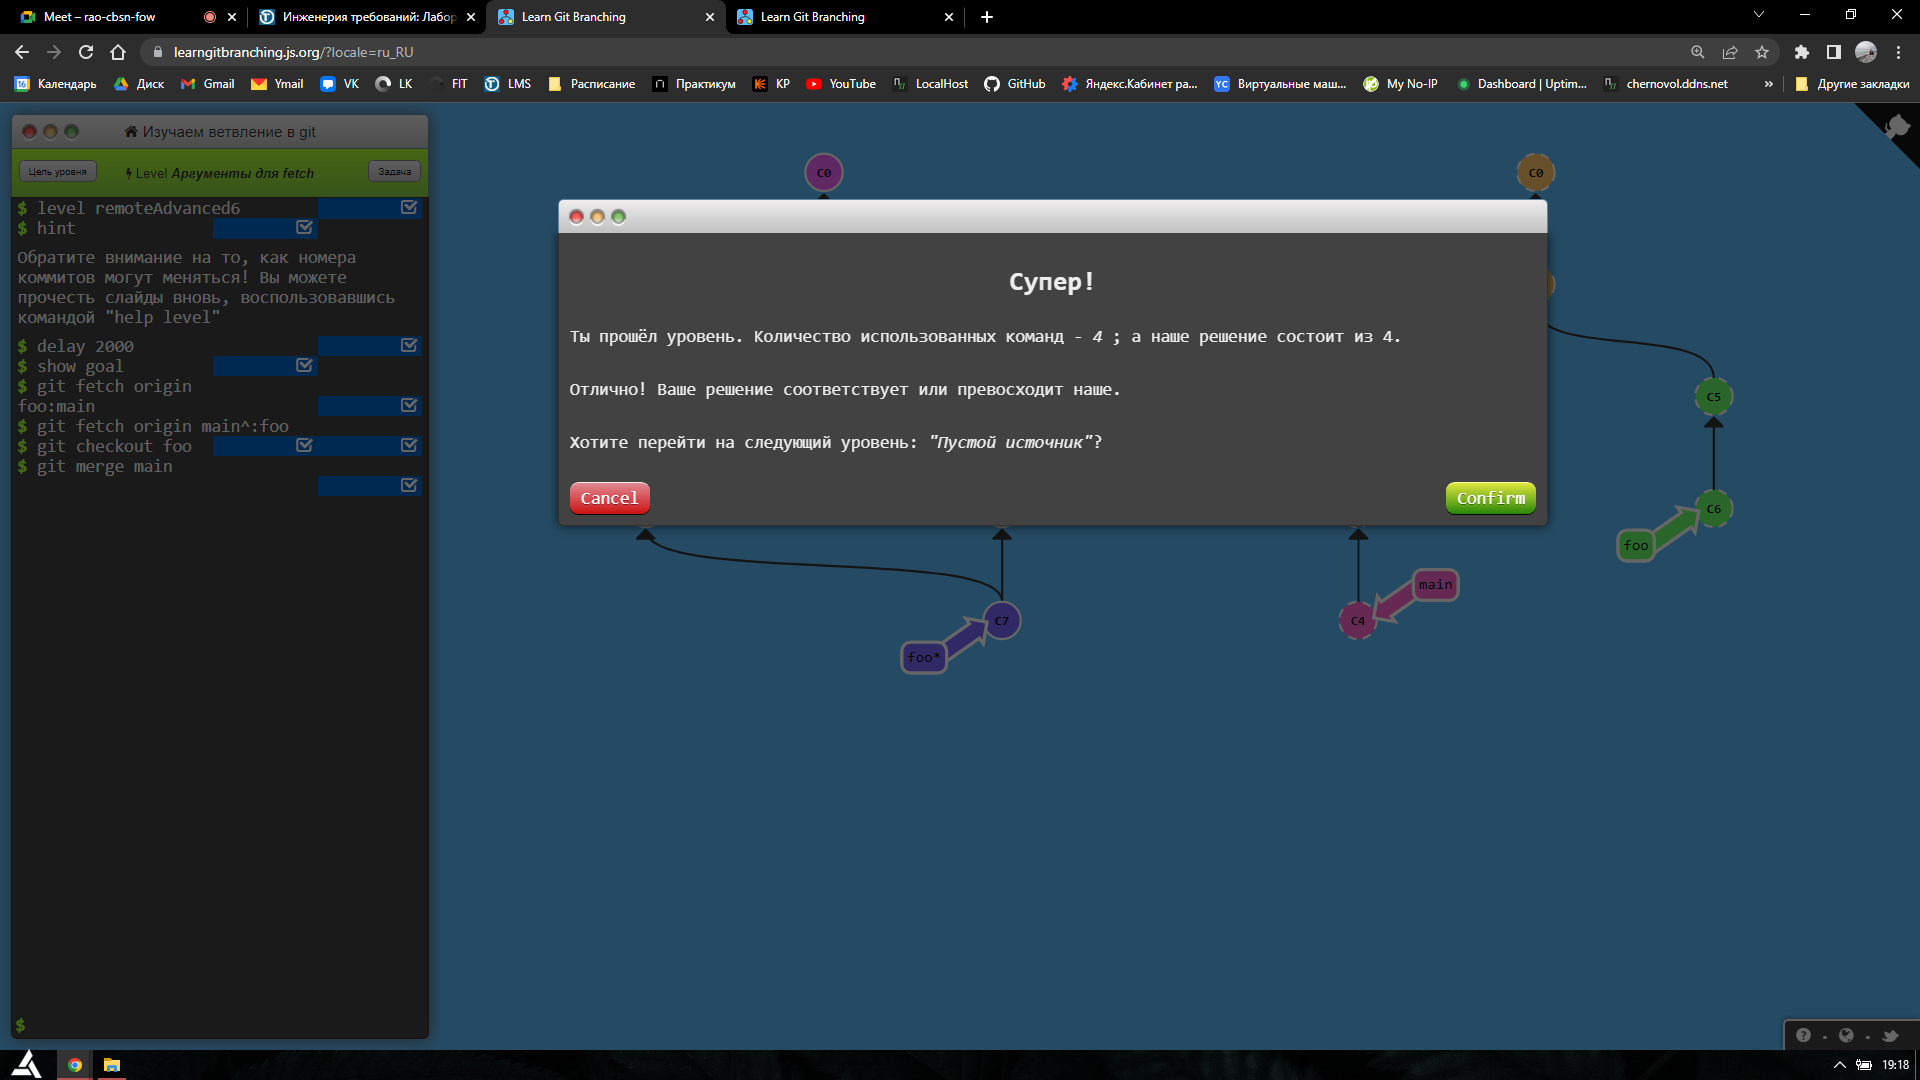 Meet – rao-cbsn-fow
Инженерия требований: Лабор
Learn Git Branching
Learn Git Branching
learngitbranching.js.org/?locale=ru_RU
16 Календарь Диск Gmail Ymail VK LK FIT LMS Расписание Практикум КР YouTube LocalHost GitHub Яндекс.Кабинет ра... YC Виртуальные маш... My No-IP Dashboard | Uptim... chernovol.ddns.net » Другие закладки
Изучаем ветвление в git
Цель уровня
Level Аргументы для fetch
Задача
$ level remoteAdvanced6
$ hint
Обратите внимание на то, как номера
коммитов могут меняться! Вы можете
прочесть слайды вновь, воспользовавшись
командой "help level"
$ delay 2000
$ show goal
$ git fetch origin
foo:main
$ git fetch origin main^:foo
$ git checkout foo
$ git merge main
$
C0
C0
Супер!
Ты прошёл уровень. Количество использованных команд - 4 ; а наше решение состоит из 4.
Отлично! Ваше решение соответствует или превосходит наше.
Хотите перейти на следующий уровень: "Пустой источник"?
Cancel
Confirm
C5
C6
foo
main
C7
C4
foo*
19:18